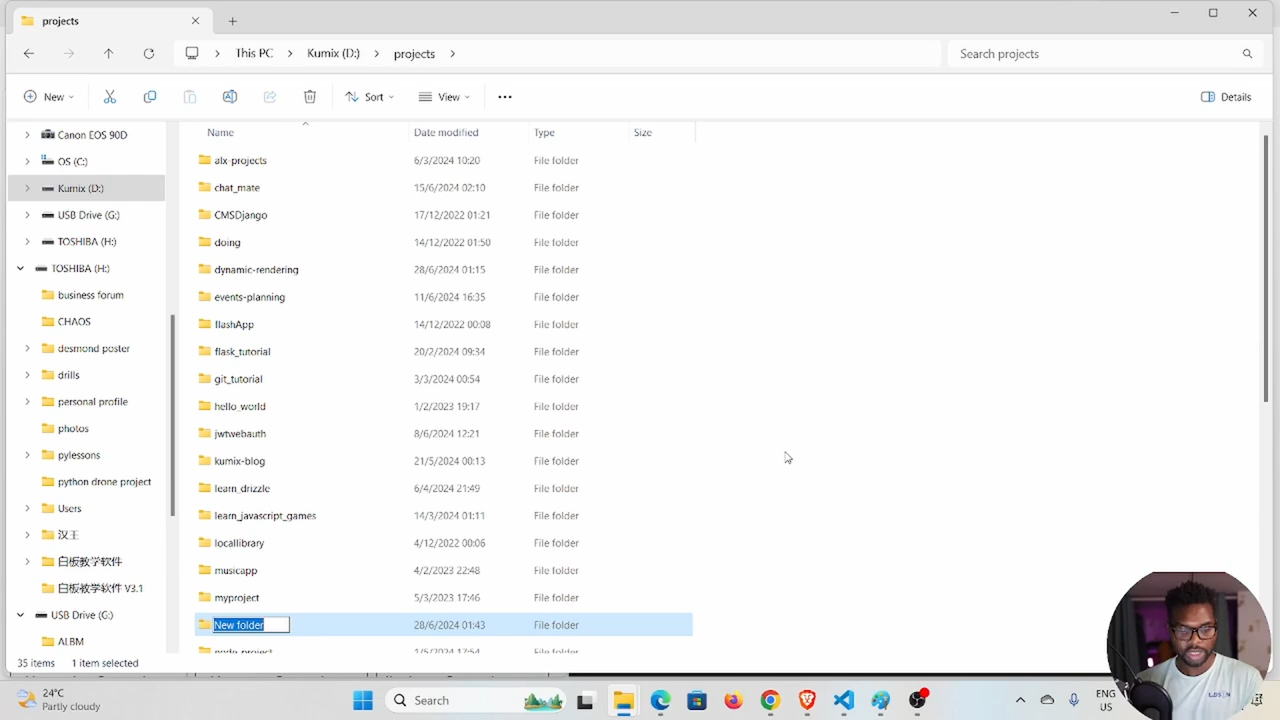 projects
This PC > Kumix (D:) > projects >
Search projects
New
Sort
View
Details
Canon EOS 90D
OS (C:)
Kumix (D:)
USB Drive (G:)
TOSHIBA (H:)
TOSHIBA (H:)
business forum
CHAOS
desmond poster
drills
personal profile
photos
pylessons
python drone project
Users
汉王
白板教学软件
白板教学软件 V3.1
USB Drive (G:)
ALBM
Name Date modified Type Size
alx-projects 6/3/2024 10:20 File folder
chat_mate 15/6/2024 02:10 File folder
CMSDjango 17/12/2022 01:21 File folder
doing 14/12/2022 01:50 File folder
dynamic-rendering 28/6/2024 01:15 File folder
events-planning 11/6/2024 16:35 File folder
flashApp 14/12/2022 00:08 File folder
flask_tutorial 20/2/2024 09:34 File folder
git_tutorial 3/3/2024 00:54 File folder
hello_world 1/2/2023 19:17 File folder
jwtwebauth 8/6/2024 12:21 File folder
kumix-blog 21/5/2024 00:13 File folder
learn_drizzle 6/4/2024 21:49 File folder
learn_javascript_games 14/3/2024 01:11 File folder
locallibrary 4/12/2022 00:06 File folder
musicapp 4/2/2023 22:48 File folder
myproject 5/3/2023 17:46 File folder
New folder 28/6/2024 01:43 File folder
node_project 1/5/2024 17:54 File folder
35 items 1 item selected
24°C
Partly cloudy
Search
ENG
US